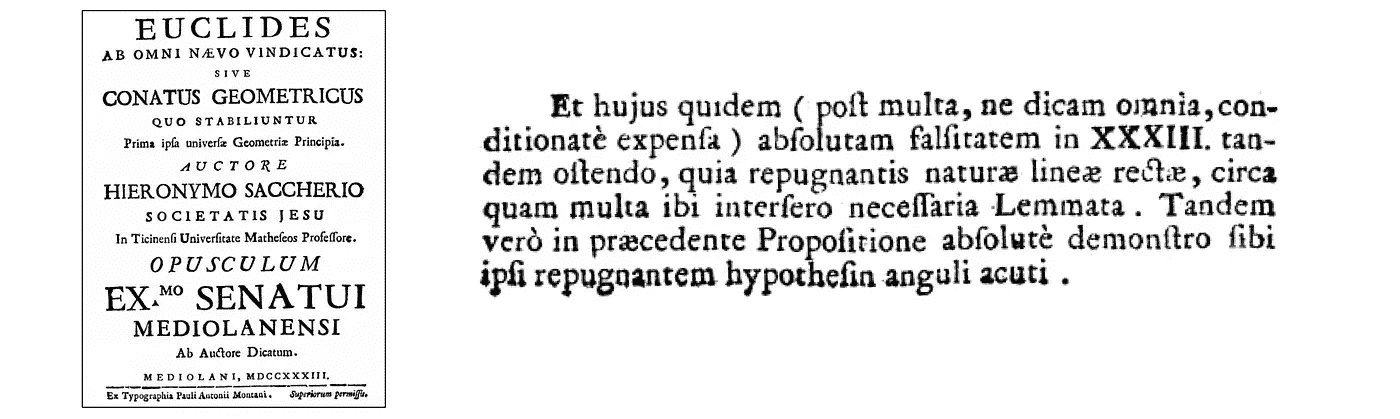 EUCLIDES
AB OMNI NÆVO VINDICATUS:
SIVE
CONATUS GEOMETRICUS
QUO STABILIUNTUR
Prima ipſa univerſæ Geometriæ Principia.
AUCTORE
HIERONYMO SACCHERIO
SOCIETATIS JESU
In Ticinenſi Univerſitate Matheſeos Profeſſore.
OPUSCULUM
EX.MO SENATUI
MEDIOLANENSI
Ab Auctore Dicatum.
MEDIOLANI, MDCCXXXIII.
Ex Typographia Pauli Antonii Montani. Superiorum permiſſu.
Et hujus quidem ( poſt multa, ne dicam omnia, con-
ditionatè expenſa ) abſolutam falſitatem in XXXIII. tan-
dem oſtendo, quia repugnantis naturæ lineæ rectæ, circa
quam multa ibi interſero neceſſaria Lemmata. Tandem
verò in præcedente Propoſitione abſolutè demonſtro ſibi
ipſi repugnantem hypotheſin anguli acuti.